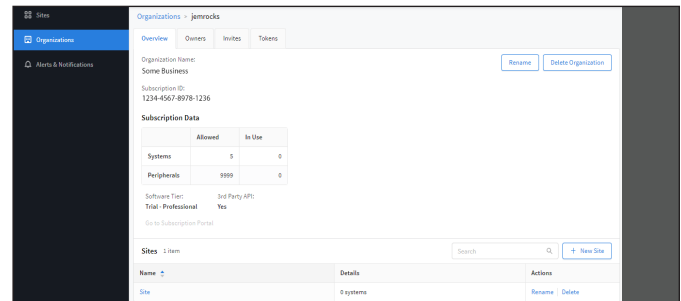 Sites
Organizations > jemrocks
Organizations
Overview Owners Invites Tokens
Alerts & Notifications
Organization Name:
Some Business
Rename Delete Organization
Subscription ID:
1234-4567-8978-1236
Subscription Data
Allowed In Use
Systems 5 0
Peripherals 9999 0
Software Tier: 3rd Party API:
Trial - Professional Yes
Go to Subscription Portal
Sites 1 item Search + New Site
Name Details Actions
Site 0 systems Rename Delete